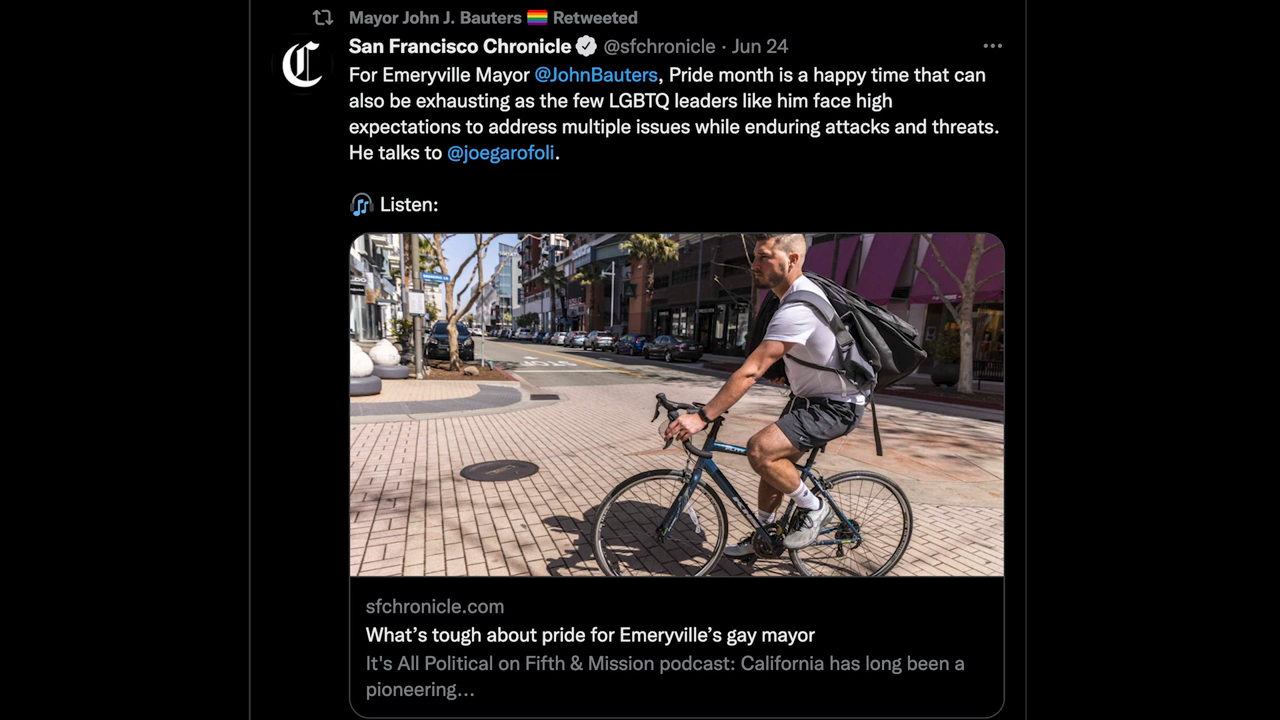 Mayor John J. Bauters 🏳️‍🌈 Retweeted
San Francisco Chronicle @sfchronicle · Jun 24
For Emeryville Mayor @JohnBauters, Pride month is a happy time that can
also be exhausting as the few LGBTQ leaders like him face high
expectations to address multiple issues while enduring attacks and threats.
He talks to @joegarofoli.
🎧 Listen:
STOP
sfchronicle.com
What's tough about pride for Emeryville's gay mayor
It's All Political on Fifth & Mission podcast: California has long been a
pioneering...